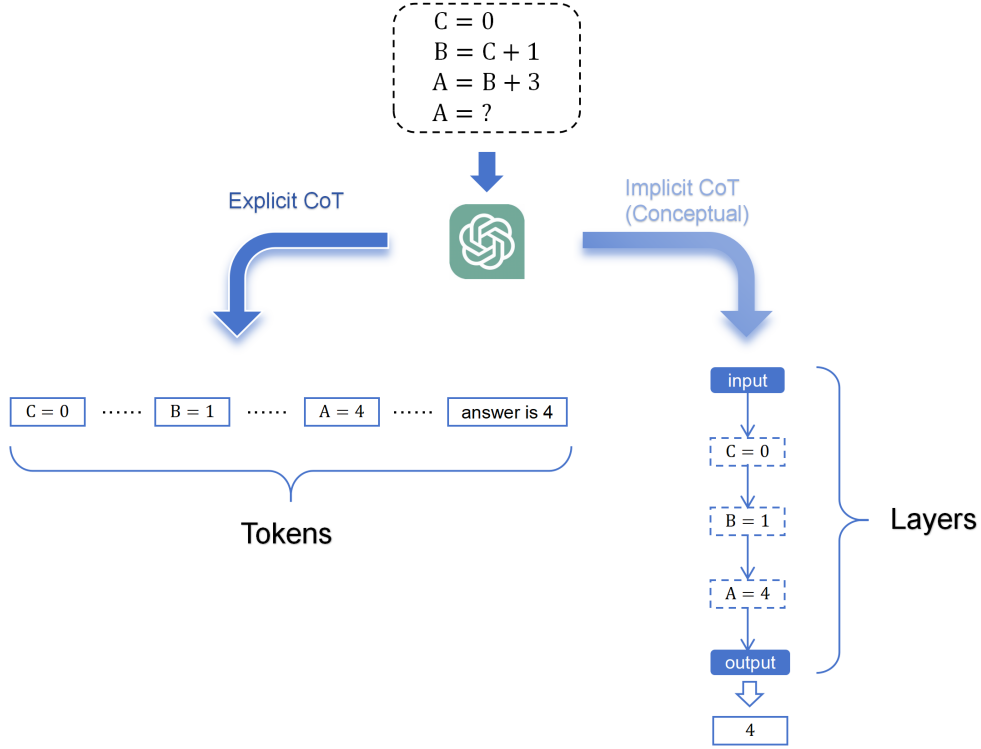 C = 0
B = C + 1
A = B + 3
A = ?
Explicit CoT
Implicit CoT
(Conceptual)
C = 0 ...... B = 1 ...... A = 4 ...... answer is 4
Tokens
input
C = 0
B = 1
A = 4
output
4
Layers